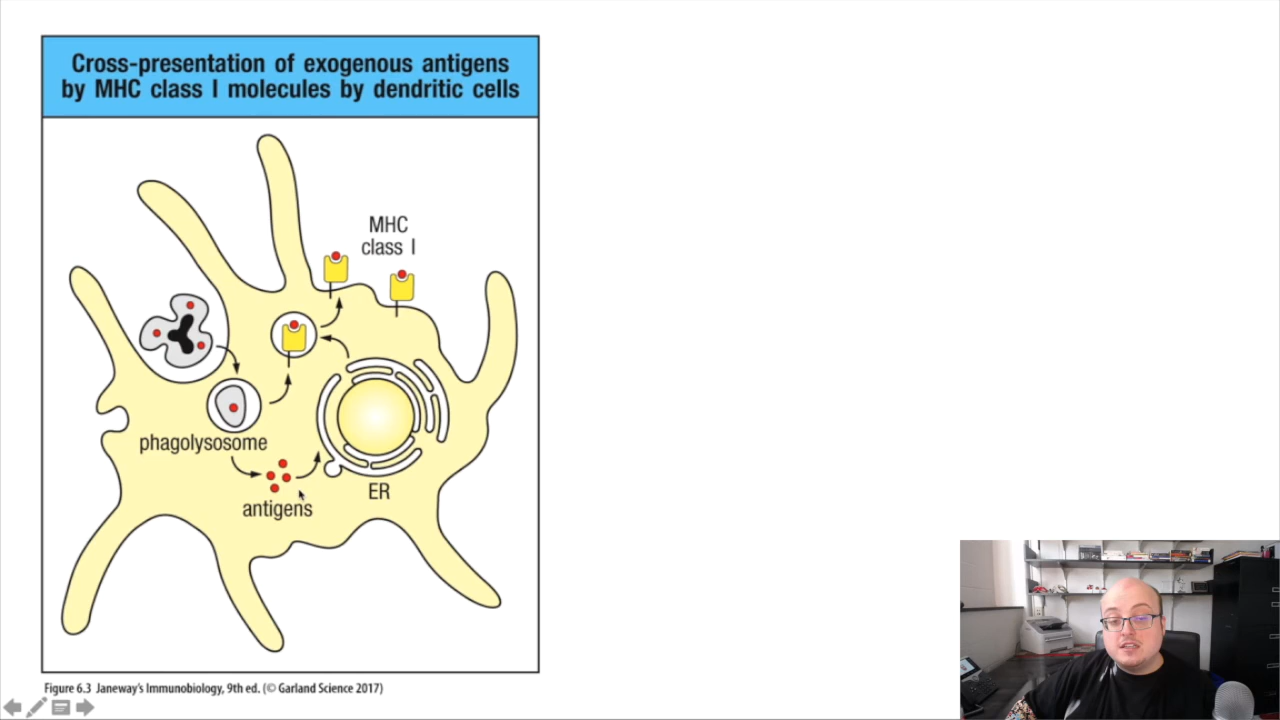 Cross-presentation of exogenous antigens
by MHC class I molecules by dendritic cells
MHC
class I
phagolysosome
antigens
ER
Figure 6.3 Janeway's Immunobiology, 9th ed. (© Garland Science 2017)